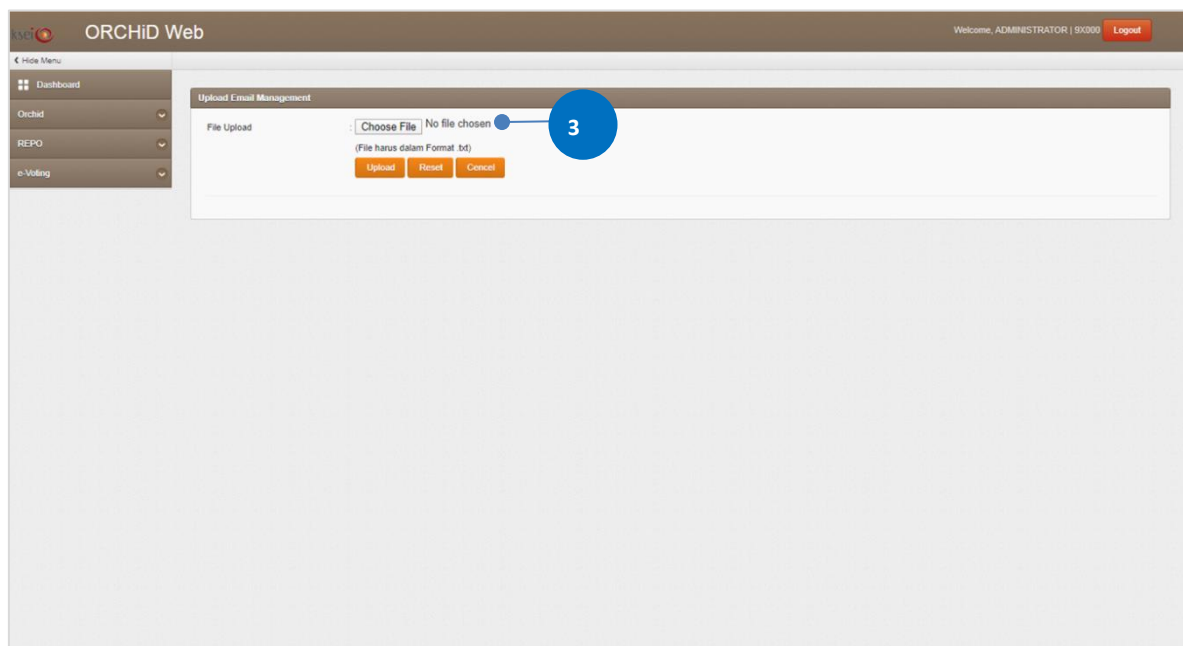 ksei ORCHiD Web
Welcome, ADMINISTRATOR | 9X000 Logout
Hide Menu
Dashboard
Orchid
REPO
e-Voting
Upload Email Management
File Upload : Choose File No file chosen
3
(File harus dalam Format .txt)
Upload Reset Cencel